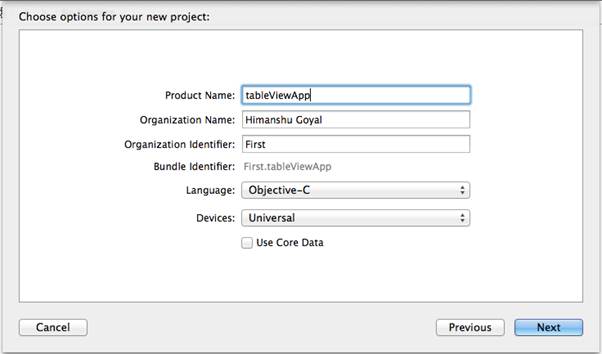 Choose options for your new project:
Product Name: tableViewApp
Organization Name: Himanshu Goyal
Organization Identifier: First
Bundle Identifier: First.tableViewApp
Language: Objective-C
Devices: Universal
Use Core Data
Cancel Previous Next